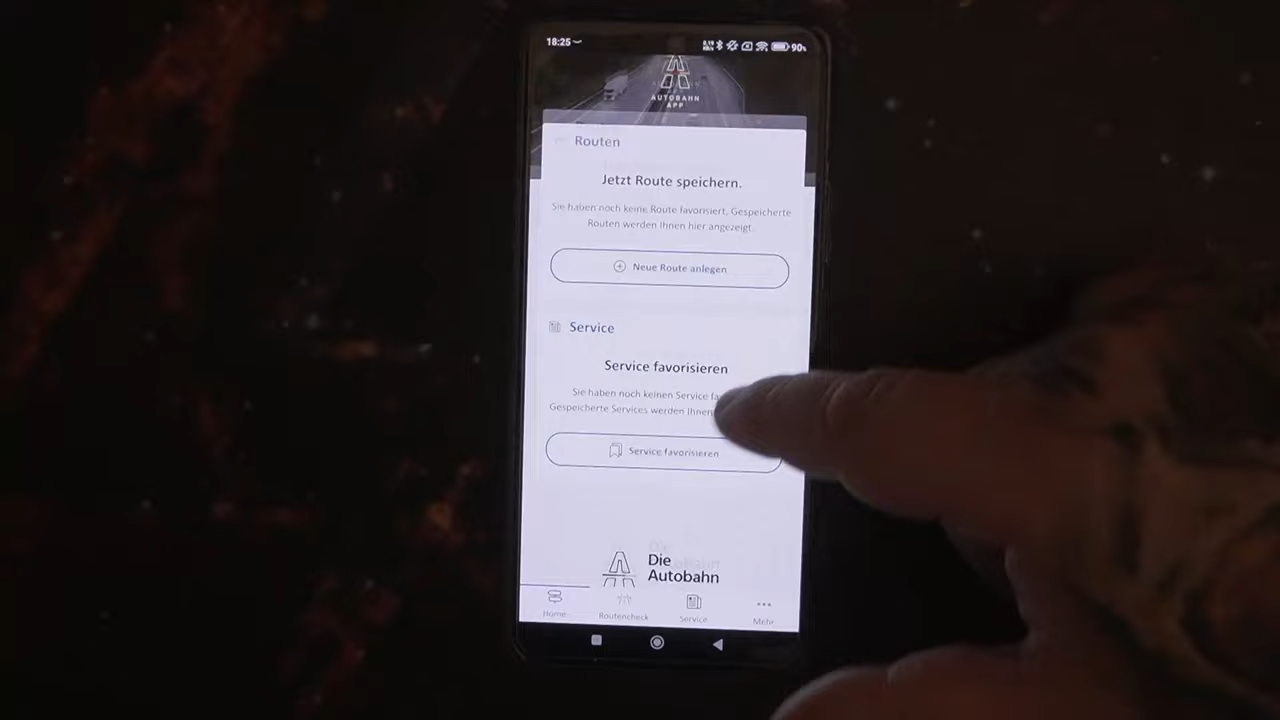 18:25
90%
AUTOBAHN
APP
Routen
Jetzt Route speichern.
Sie haben noch keine Route favorisiert. Gespeicherte
Routen werden Ihnen hier angezeigt.
Neue Route anlegen
Service
Service favorisieren
Sie haben noch keinen Service
Gespeicherte Services werden Ihnen
Service favorisieren
Die
Autobahn
Home
Routencheck
Service
Mehr